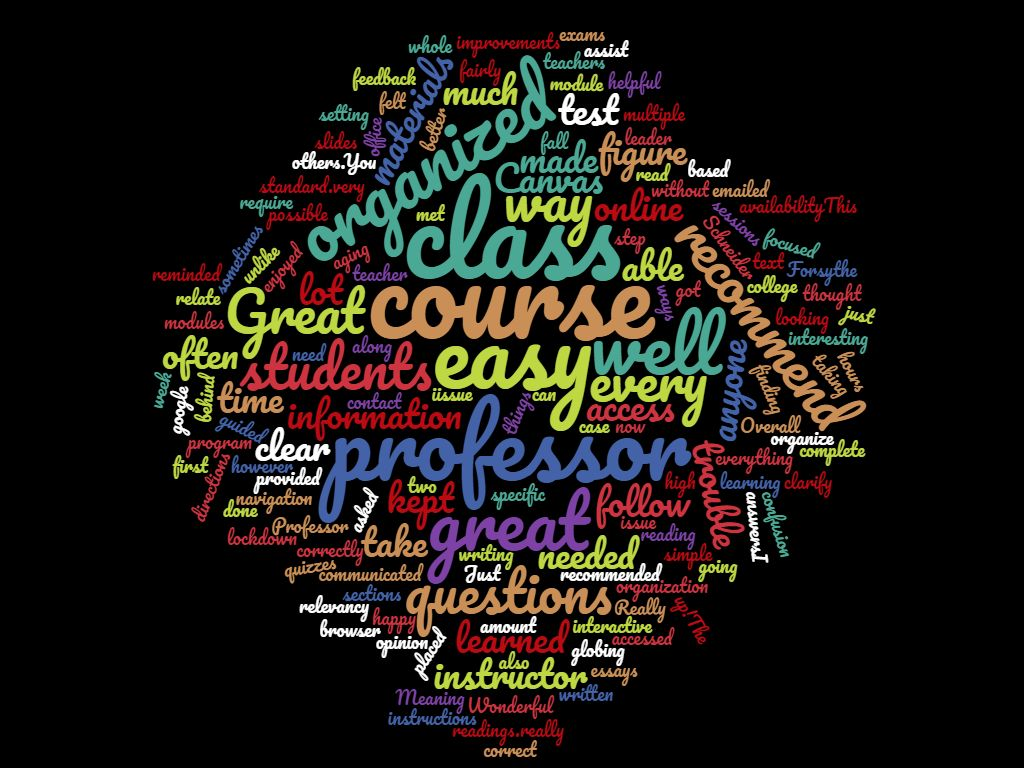 whole
improvements
exams
assist
teachers
feedback
fairly
materials
much
module
helpful
felt
organized
test
multiple
setting
office
better
fall
leader
slides
figure
others.You
made
read
based
Canvas
standard.very
without
emailed
require
possible
met
class
way
online
availabilityThis
sessions
step
recommend
Schneider
focused
sometimes
unlike
enjoyed
aging
teacher
able
text
Forsythe
reminded
relate
lot
Great
course
ways
got
college
thought
modules
looking
just
interesting
often
need
along
students
easy
well
every
anyone
finding
taking
hours
week
google
behind
time
contact
iissue
can
things
access
information
case
now
Overall
guided
organize
program
clear
professor
trouble
everything
complete
first
however
provided
directions
two
kept
specific
high
learning
clarify
navigation
asked
follow
answersI
confusion
done
Professor
great
issue
reading
lockdown
correctly
take
writing
needed
simple
going
quizzes
communicated
Just
recommended
organization
sections
questions
relevancy
Really
up!The
happy
browser
amount
interactive
opinion
placed
learned
accessed
globing
also
instructor
essays
Meaning
Wonderful
written
instructions
readings.really
correct